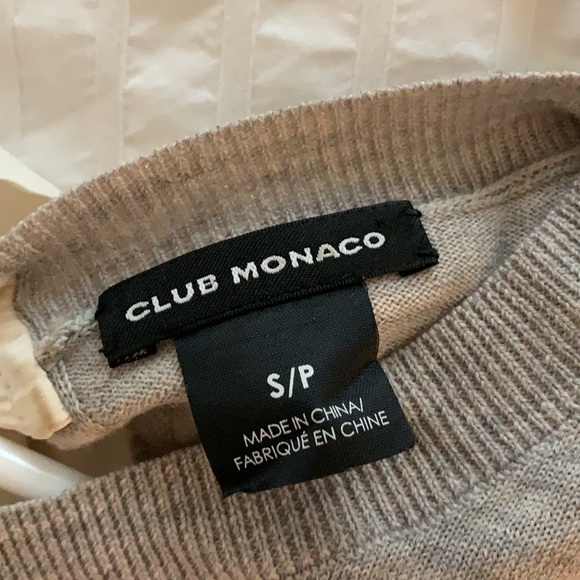 CLUB MONACO
S/P
MADE IN CHINA/
FABRIQUÉ EN CHINE